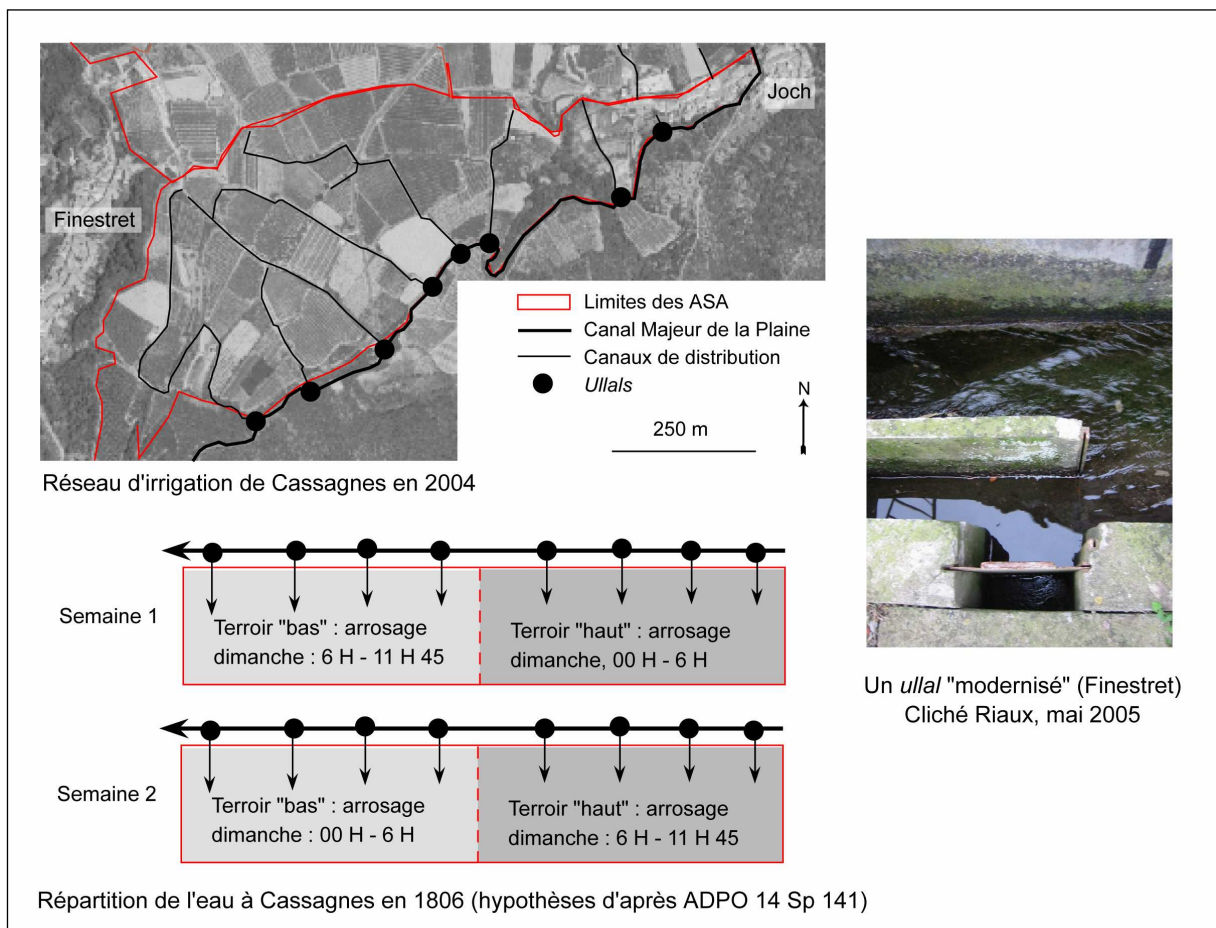 Joch
Finestret
Limites des ASA
Canal Majeur de la Plaine
Canaux de distribution
Ullals
N
250 m
Réseau d'irrigation de Cassagnes en 2004
Semaine 1
Terroir "bas" : arrosage
dimanche : 6 H - 11 H 45
Terroir "haut" : arrosage
dimanche, 00 H - 6 H
Semaine 2
Terroir "bas" : arrosage
dimanche : 00 H - 6 H
Terroir "haut" : arrosage
dimanche : 6 H - 11 H 45
Répartition de l'eau à Cassagnes en 1806 (hypothèses d'après ADPO 14 Sp 141)
Un ullal "modernisé" (Finestret)
Cliché Riaux, mai 2005